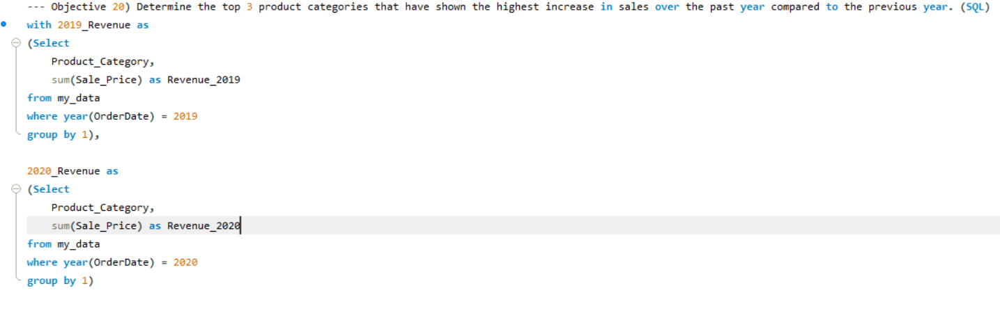 --- Objective 20) Determine the top 3 product categories that have shown the highest increase in sales over the past year compared to the previous year. (SQL)
with 2019_Revenue as
(Select
Product_Category,
sum(Sale_Price) as Revenue_2019
from my_data
where year(OrderDate) = 2019
group by 1),
2020_Revenue as
(Select
Product_Category,
sum(Sale_Price) as Revenue_2020
from my_data
where year(OrderDate) = 2020
group by 1)